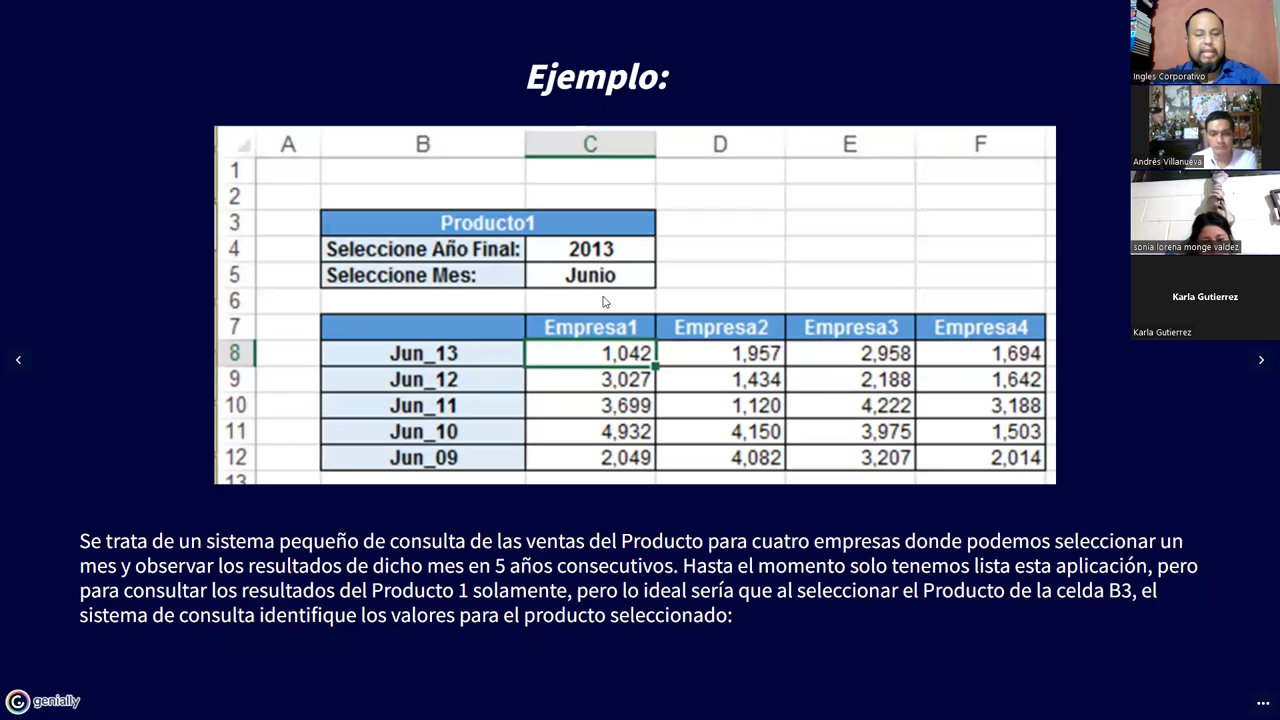 Ejemplo:
A B C D E F
1
2
3 Producto1
4 Seleccione Año Final: 2013
5 Seleccione Mes: Junio
6
7 Empresa1 Empresa2 Empresa3 Empresa4
8 Jun_13 1,042 1,957 2,958 1,694
9 Jun_12 3,027 1,434 2,188 1,642
10 Jun_11 3,699 1,120 4,222 3,188
11 Jun_10 4,932 4,150 3,975 1,503
12 Jun_09 2,049 4,082 3,207 2,014
13
Se trata de un sistema pequeño de consulta de las ventas del Producto para cuatro empresas donde podemos seleccionar un
mes y observar los resultados de dicho mes en 5 años consecutivos. Hasta el momento solo tenemos lista esta aplicación, pero
para consultar los resultados del Producto 1 solamente, pero lo ideal sería que al seleccionar el Producto de la celda B3, el
sistema de consulta identifique los valores para el producto seleccionado:
genially
Ingles Corporativo
Andrés Villanueva
sonia lorena monge valdez
Karla Gutierrez
Karla Gutierrez